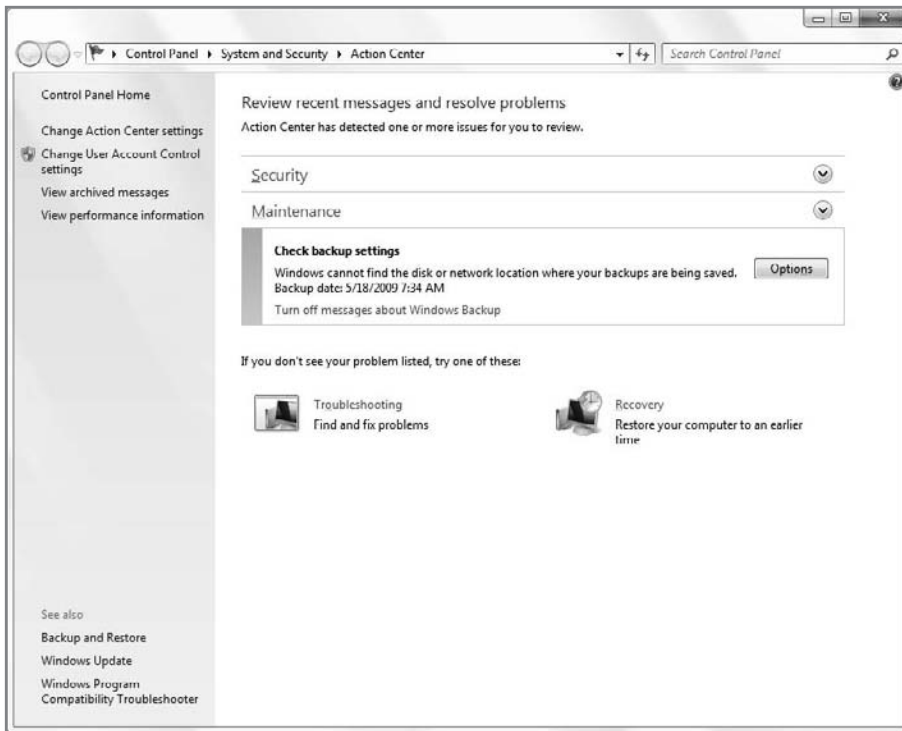 Control Panel ▸ System and Security ▸ Action Center
Search Control Panel
Control Panel Home
Change Action Center settings
Change User Account Control
settings
View archived messages
View performance information
Review recent messages and resolve problems
Action Center has detected one or more issues for you to review.
Security
Maintenance
Check backup settings
Windows cannot find the disk or network location where your backups are being saved.
Backup date: 5/18/2009 7:34 AM
Turn off messages about Windows Backup
Options
If you don't see your problem listed, try one of these:
Troubleshooting
Find and fix problems
Recovery
Restore your computer to an earlier
time
See also
Backup and Restore
Windows Update
Windows Program
Compatibility Troubleshooter